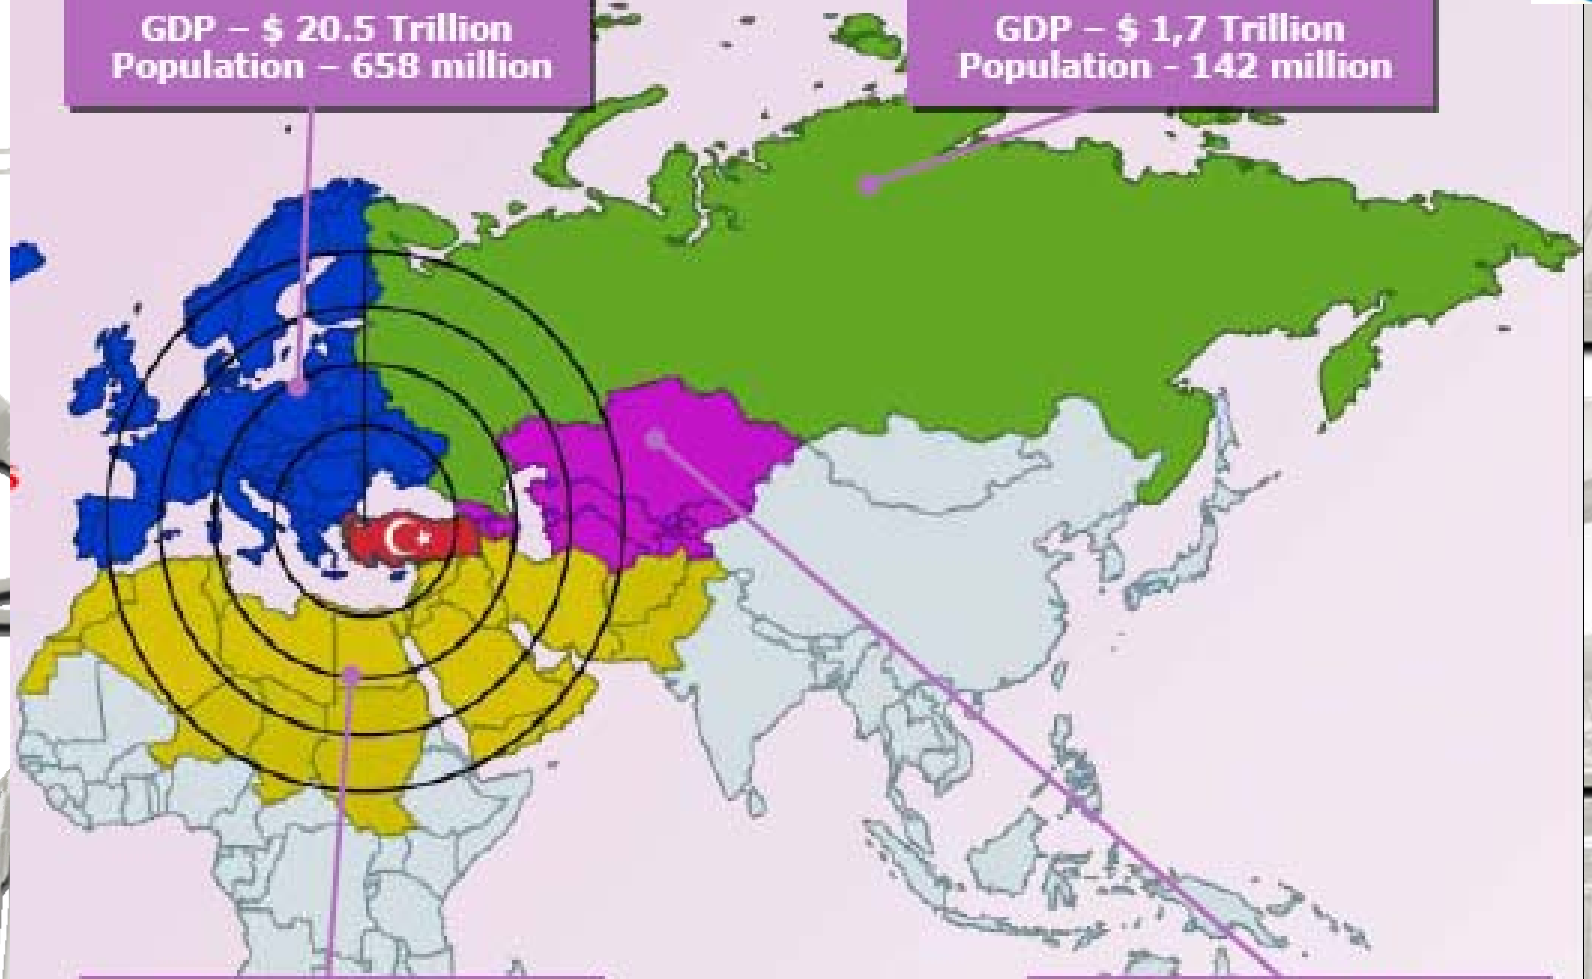 GDP – $ 20.5 Trillion
Population – 658 million
GDP – $ 1,7 Trillion
Population - 142 million
s